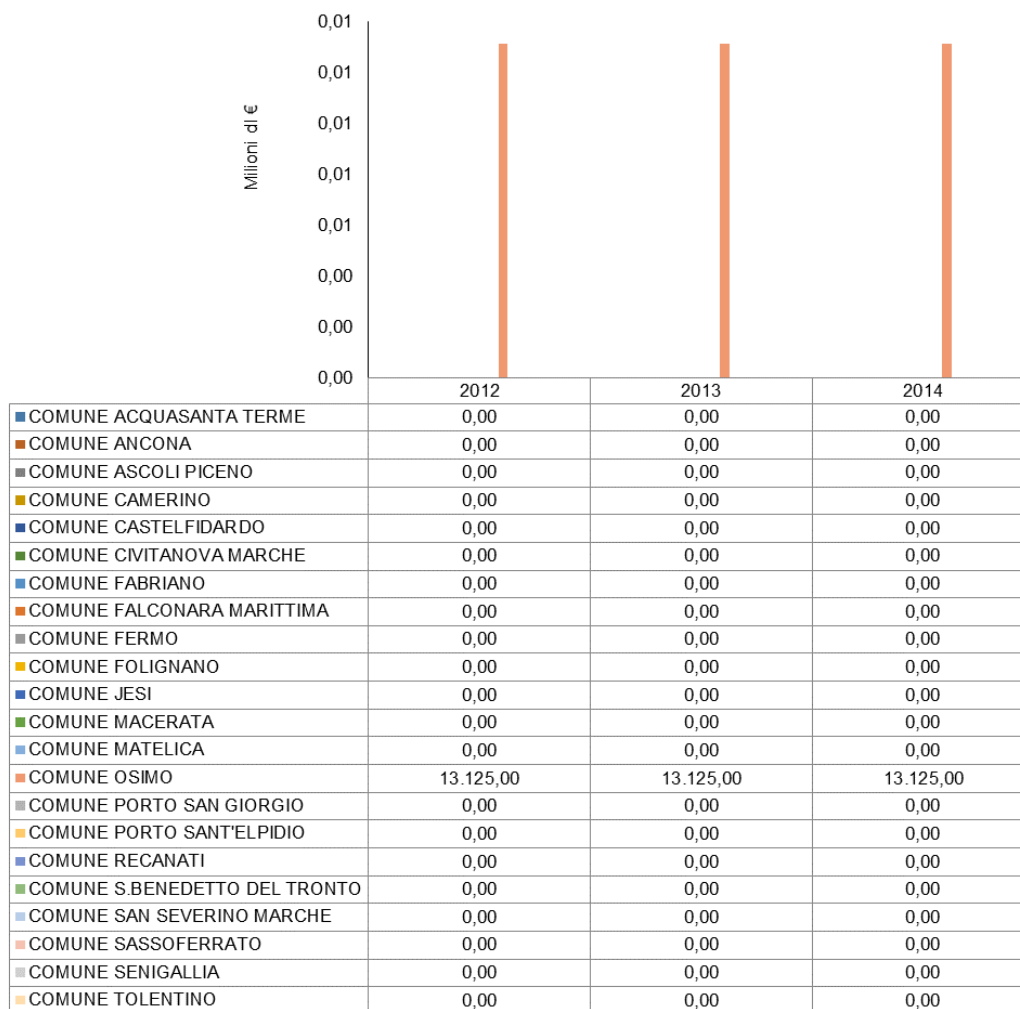 0,01
0,01
0,01
0,01
0,01
0,00
0,00
0,00
Milioni di €
2012 2013 2014
COMUNE ACQUASANTA TERME 0,00 0,00 0,00
COMUNE ANCONA 0,00 0,00 0,00
COMUNE ASCOLI PICENO 0,00 0,00 0,00
COMUNE CAMERINO 0,00 0,00 0,00
COMUNE CASTELFIDARDO 0,00 0,00 0,00
COMUNE CIVITANOVA MARCHE 0,00 0,00 0,00
COMUNE FABRIANO 0,00 0,00 0,00
COMUNE FALCONARA MARITTIMA 0,00 0,00 0,00
COMUNE FERMO 0,00 0,00 0,00
COMUNE FOLIGNANO 0,00 0,00 0,00
COMUNE JESI 0,00 0,00 0,00
COMUNE MACERATA 0,00 0,00 0,00
COMUNE MATELICA 0,00 0,00 0,00
COMUNE OSIMO 13.125,00 13.125,00 13.125,00
COMUNE PORTO SAN GIORGIO 0,00 0,00 0,00
COMUNE PORTO SANT'ELPIDIO 0,00 0,00 0,00
COMUNE RECANATI 0,00 0,00 0,00
COMUNE S.BENEDETTO DEL TRONTO 0,00 0,00 0,00
COMUNE SAN SEVERINO MARCHE 0,00 0,00 0,00
COMUNE SASSOFERRATO 0,00 0,00 0,00
COMUNE SENIGALLIA 0,00 0,00 0,00
COMUNE TOLENTINO 0,00 0,00 0,00